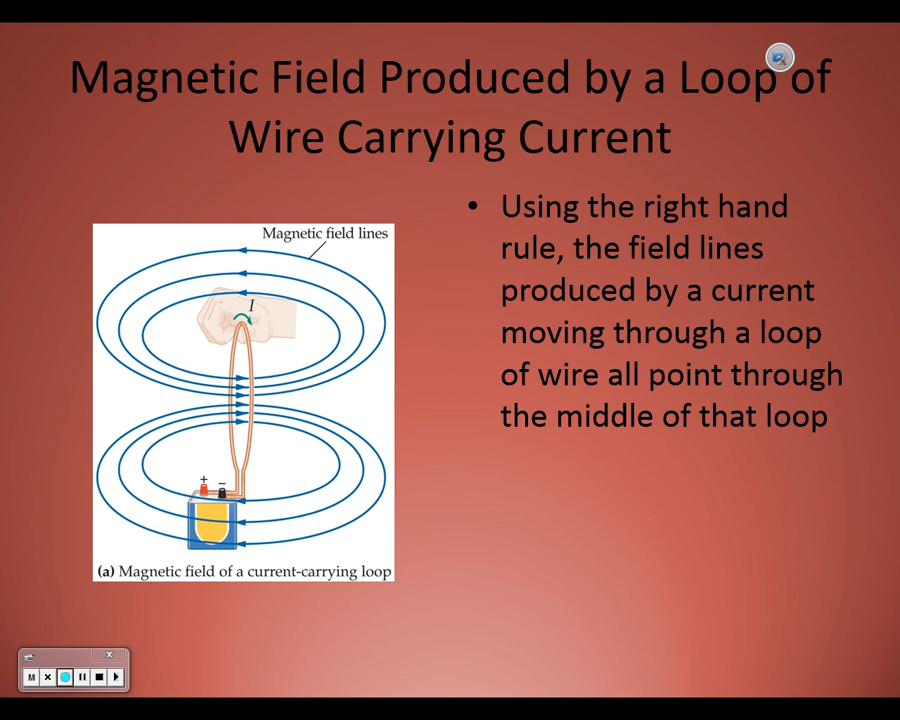 Magnetic Field Produced by a Loop of
Wire Carrying Current
Magnetic field lines
I
+ −
(a) Magnetic field of a current-carrying loop
• Using the right hand
rule, the field lines
produced by a current
moving through a loop
of wire all point through
the middle of that loop
M